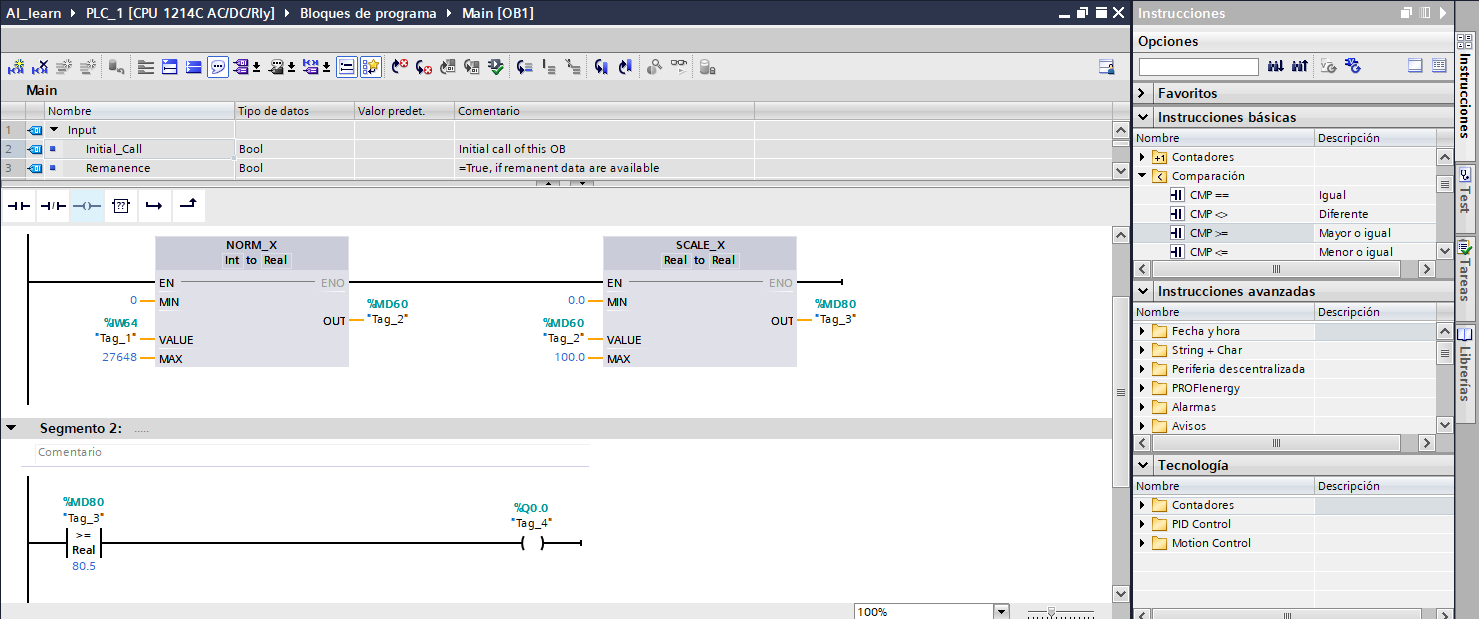 AI_learn ▸ PLC_1 [CPU 1214C AC/DC/Rly] ▸ Bloques de programa ▸ Main [OB1]
Main
Nombre Tipo de datos Valor predet. Comentario
1 Input
2 Initial_Call Bool Initial call of this OB
3 Remanence Bool =True, if remanent data are available
??
NORM_X
Int to Real
EN ENO
0 MIN
%IW64
"Tag_1" VALUE
27648 MAX
OUT
%MD60
"Tag_2"
SCALE_X
Real to Real
EN ENO
0.0 MIN
%MD60
"Tag_2" VALUE
100.0 MAX
OUT
%MD80
"Tag_3"
Segmento 2: .....
Comentario
%MD80
"Tag_3"
>=
Real
80.5
%Q0.0
"Tag_4"
100%
Instrucciones
Opciones
Favoritos
Instrucciones básicas
Nombre Descripción
Contadores
Comparación
CMP == Igual
CMP <> Diferente
CMP >= Mayor o igual
CMP <= Menor o igual
Instrucciones avanzadas
Nombre Descripción
Fecha y hora
String + Char
Periferia descentralizada
PROFIenergy
Alarmas
Avisos
Tecnología
Nombre Descripción
Contadores
PID Control
Motion Control
Instrucciones
Test
Tareas
Librerías